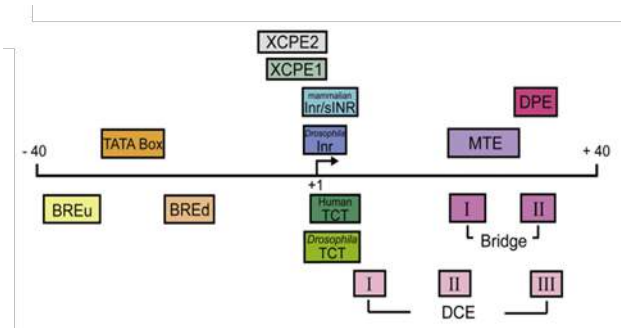 XCPE2
XCPE1
mammalian
Inr/sINR
DPE
TATA Box
Drosophila
Inr
MTE
- 40
+ 40
+1
BREu
BREd
Human
TCT
I
II
Bridge
Drosophila
TCT
I
II
III
DCE